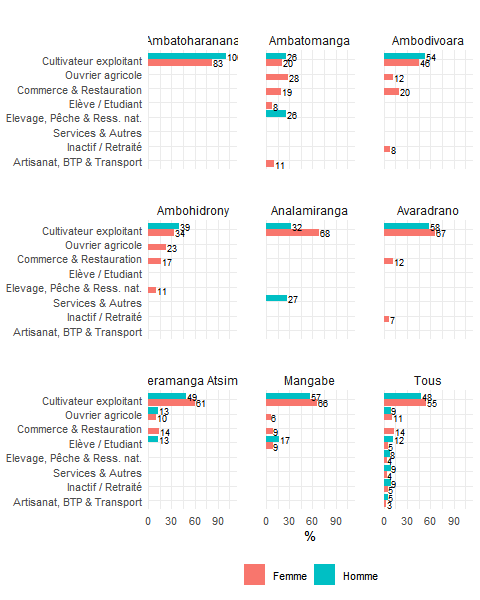 Ambatoharanana Ambatomanga Ambodivoara
Cultivateur exploitant 83 26 20 54 46
Ouvrier agricole 28 12
Commerce & Restauration 19 20
Elève / Etudiant 8
Elevage, Pêche & Ress. nat. 26
Services & Autres
Inactif / Retraité 8
Artisanat, BTP & Transport 11
Ambohidrony Analamiranga Avaradrano
Cultivateur exploitant 39 34 32 68 58 67
Ouvrier agricole 23
Commerce & Restauration 17 12
Elève / Etudiant
Elevage, Pêche & Ress. nat. 11
Services & Autres 27
Inactif / Retraité 7
Artisanat, BTP & Transport
eramanga Atsim Mangabe Tous
Cultivateur exploitant 49 61 57 66 48 55
Ouvrier agricole 13 10 6 9 11
Commerce & Restauration 14 9 14
Elève / Etudiant 13 17 9 12 5
Elevage, Pêche & Ress. nat. 8 4
Services & Autres 9 4
Inactif / Retraité 9 5
Artisanat, BTP & Transport 5 3
0 30 60 90 0 30 60 90 0 30 60 90
%
Femme Homme